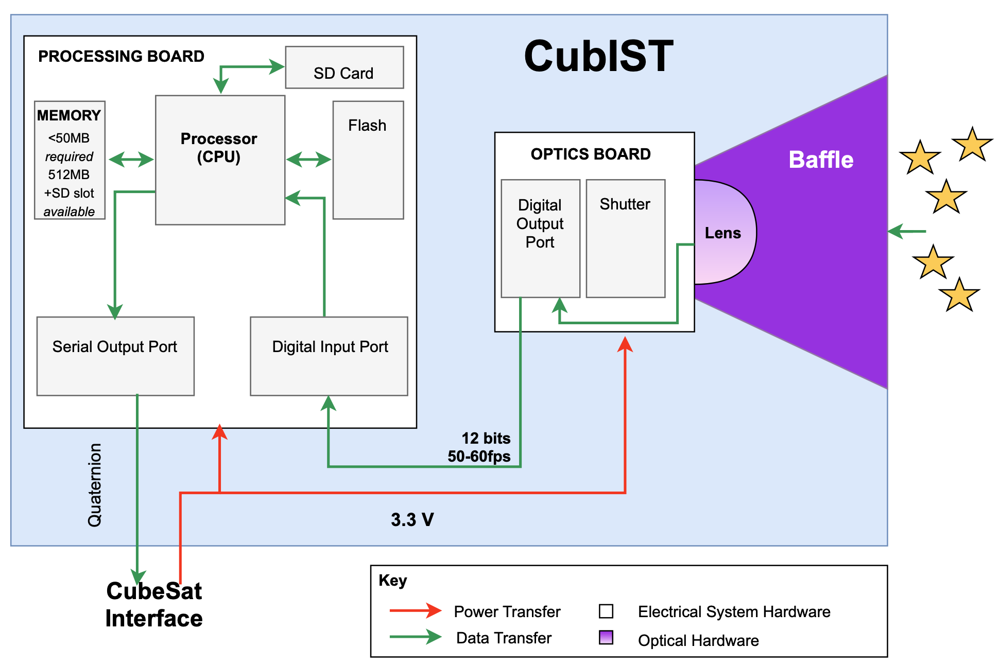 CubIST
PROCESSING BOARD
SD Card
MEMORY
<50MB
required
512MB
+SD slot
available
Processor
(CPU)
Flash
Serial Output Port
Digital Input Port
OPTICS BOARD
Digital
Output
Port
Shutter
Lens
Baffle
12 bits
50-60fps
Quaternion
3.3 V
CubeSat
Interface
Key
Power Transfer
Electrical System Hardware
Data Transfer
Optical Hardware